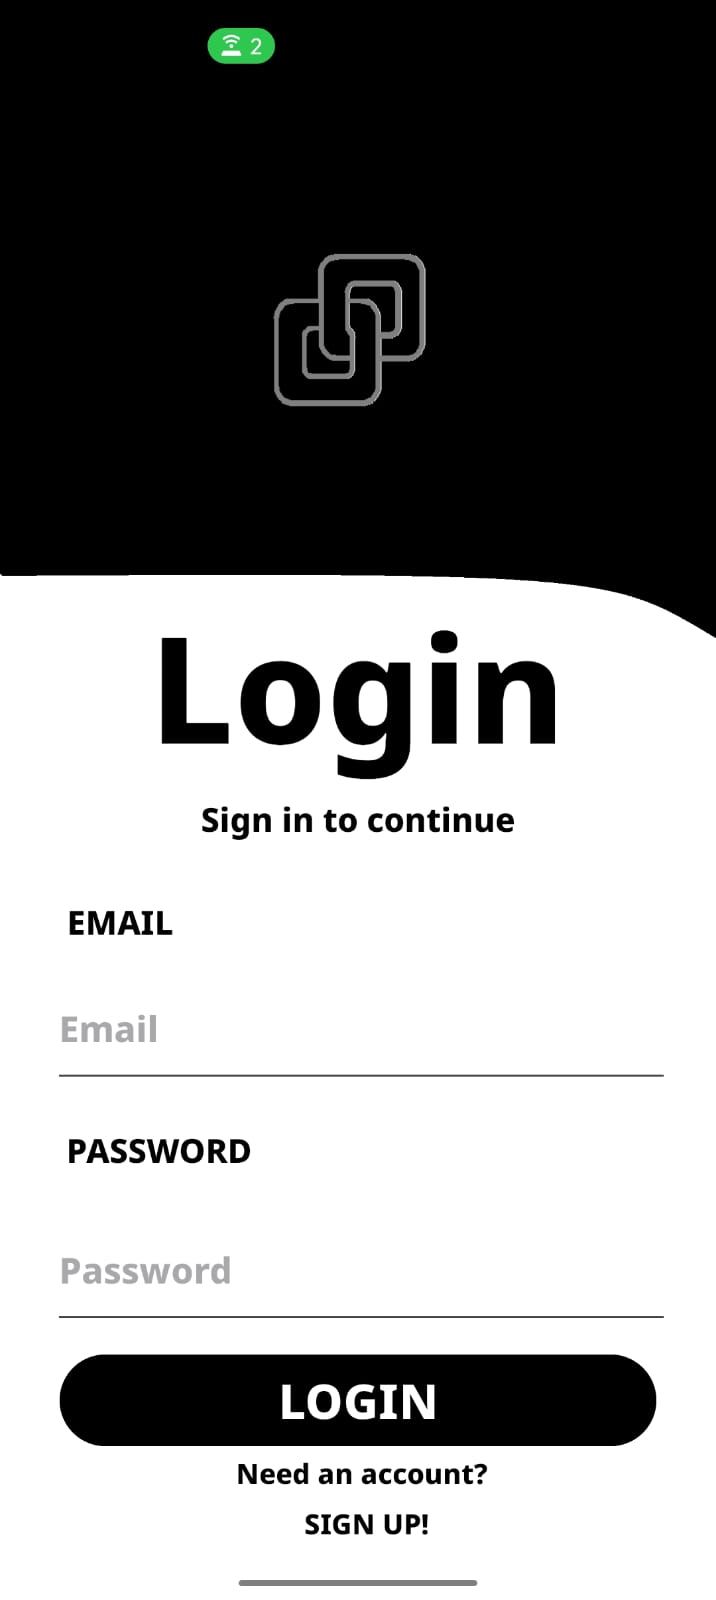 2
Login
Sign in to continue
EMAIL
Email
PASSWORD
Password
LOGIN
Need an account?
SIGN UP!